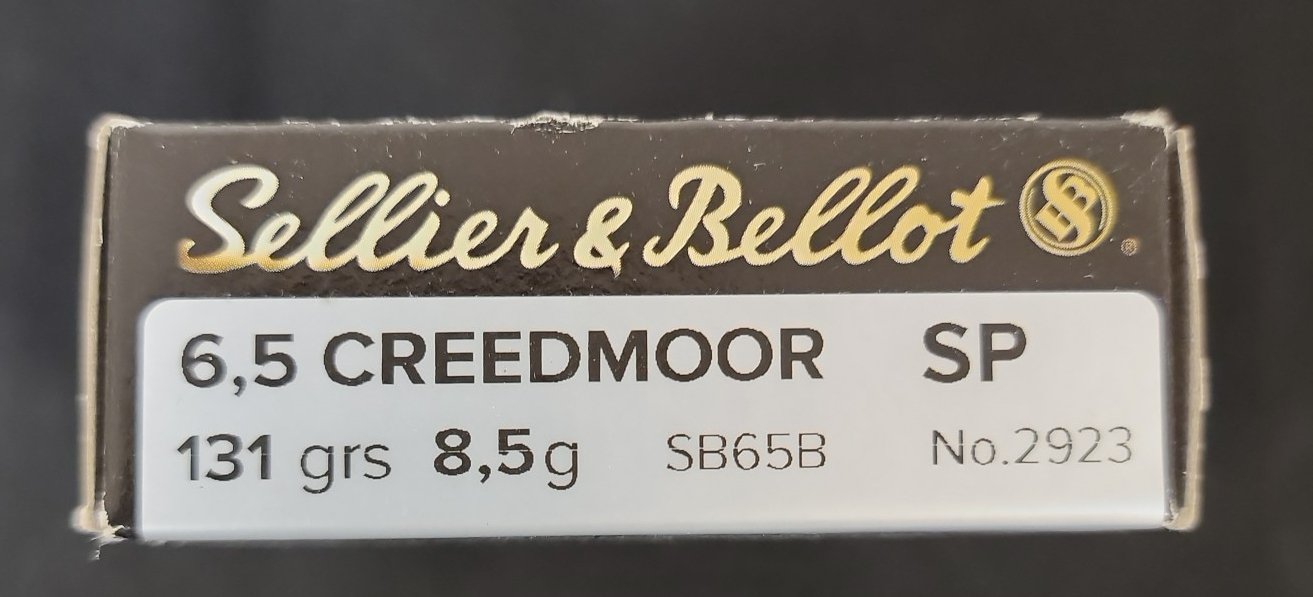 Sellier & Bellot ®
6,5 CREEDMOOR SP
131 grs 8,5g SB65B No.2923